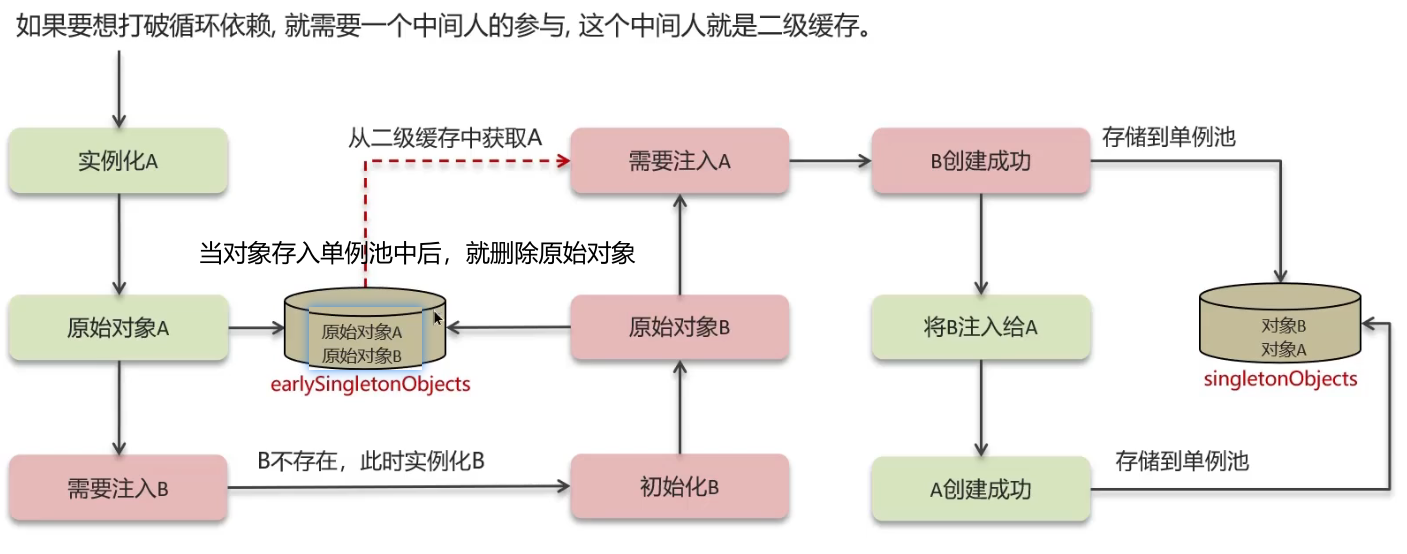 如果要想打破循环依赖, 就需要一个中间人的参与, 这个中间人就是二级缓存。
从二级缓存中获取A
存储到单例池
实例化A
需要注入A
B创建成功
当对象存入单例池中后，就删除原始对象
原始对象A
原始对象A
原始对象B
earlySingletonObjects
原始对象B
将B注入给A
对象B
对象A
singletonObjects
B不存在，此时实例化B
存储到单例池
需要注入B
初始化B
A创建成功